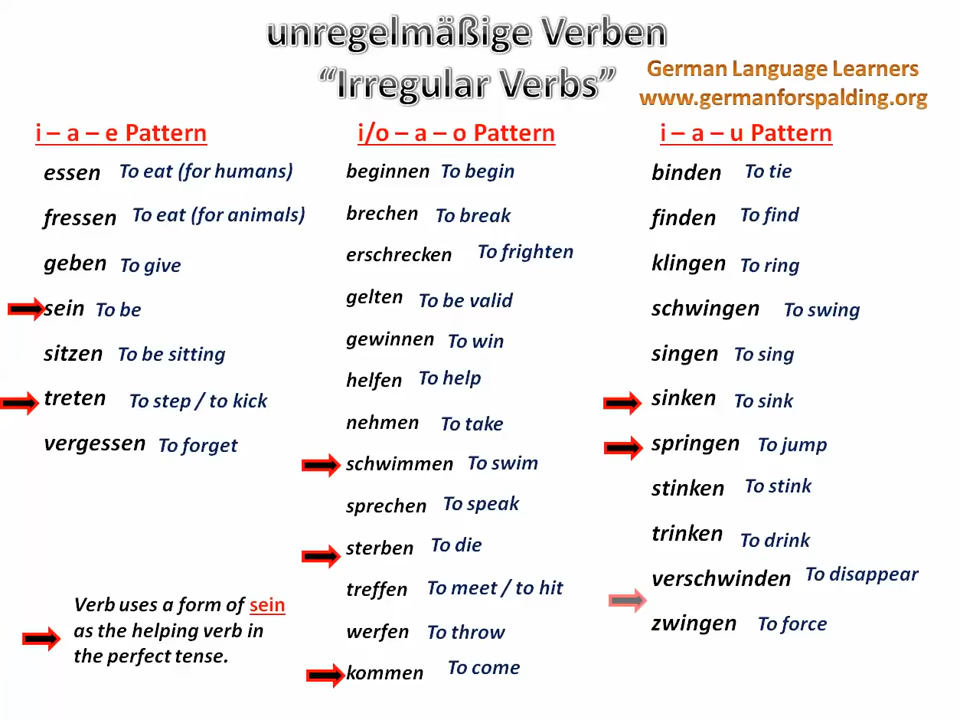 unregelmäßige Verben
“Irregular Verbs”
German Language Learners
www.germanforspalding.org
i – a – e Pattern
essen To eat (for humans)
fressen To eat (for animals)
geben To give
sein To be
sitzen To be sitting
treten To step / to kick
vergessen To forget
Verb uses a form of sein
as the helping verb in
the perfect tense.
i/o – a – o Pattern
beginnen To begin
brechen To break
erschrecken To frighten
gelten To be valid
gewinnen To win
helfen To help
nehmen To take
schwimmen To swim
sprechen To speak
sterben To die
treffen To meet / to hit
werfen To throw
kommen To come
i – a – u Pattern
binden To tie
finden To find
klingen To ring
schwingen To swing
singen To sing
sinken To sink
springen To jump
stinken To stink
trinken To drink
verschwinden To disappear
zwingen To force